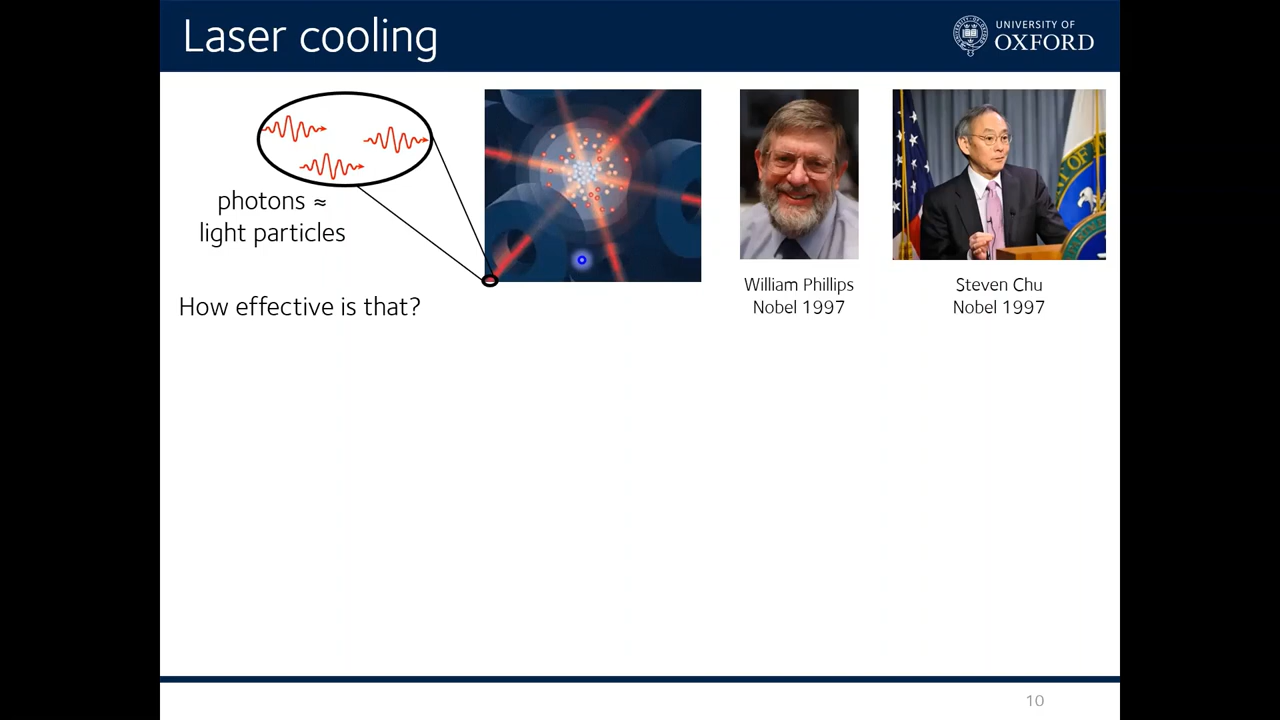 Laser cooling
UNIVERSITY OF
OXFORD
photons ≈
light particles
How effective is that?
William Phillips
Nobel 1997
Steven Chu
Nobel 1997
10